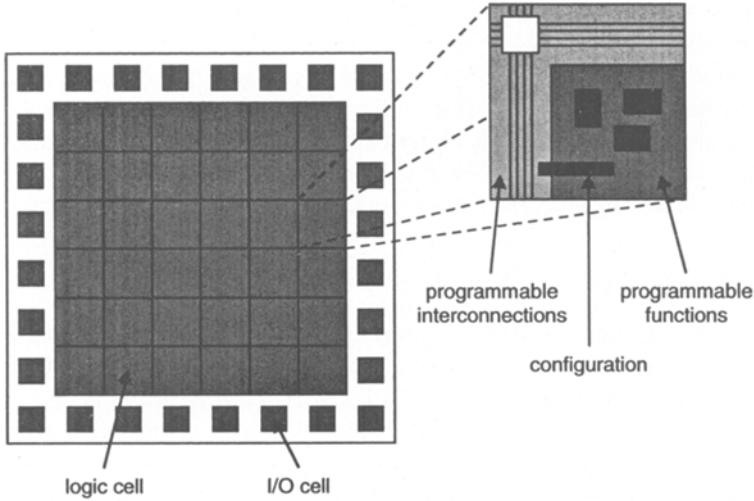 programmable
interconnections
programmable
functions
configuration
logic cell
I/O cell